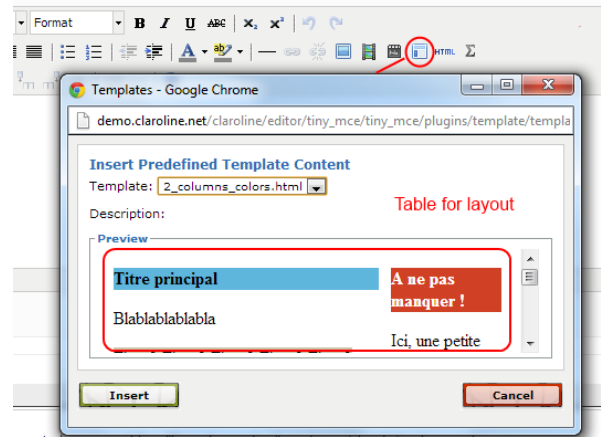 Format B I U ABC X₂ X²
A HTML Σ
Templates - Google Chrome
demo.claroline.net/claroline/editor/tiny_mce/tiny_mce/plugins/template/templa
Insert Predefined Template Content
Template: 2_columns_colors.html
Description:
Table for layout
Preview
Titre principal
A ne pas
manquer !
Blablablablabla
Ici, une petite
Insert
Cancel